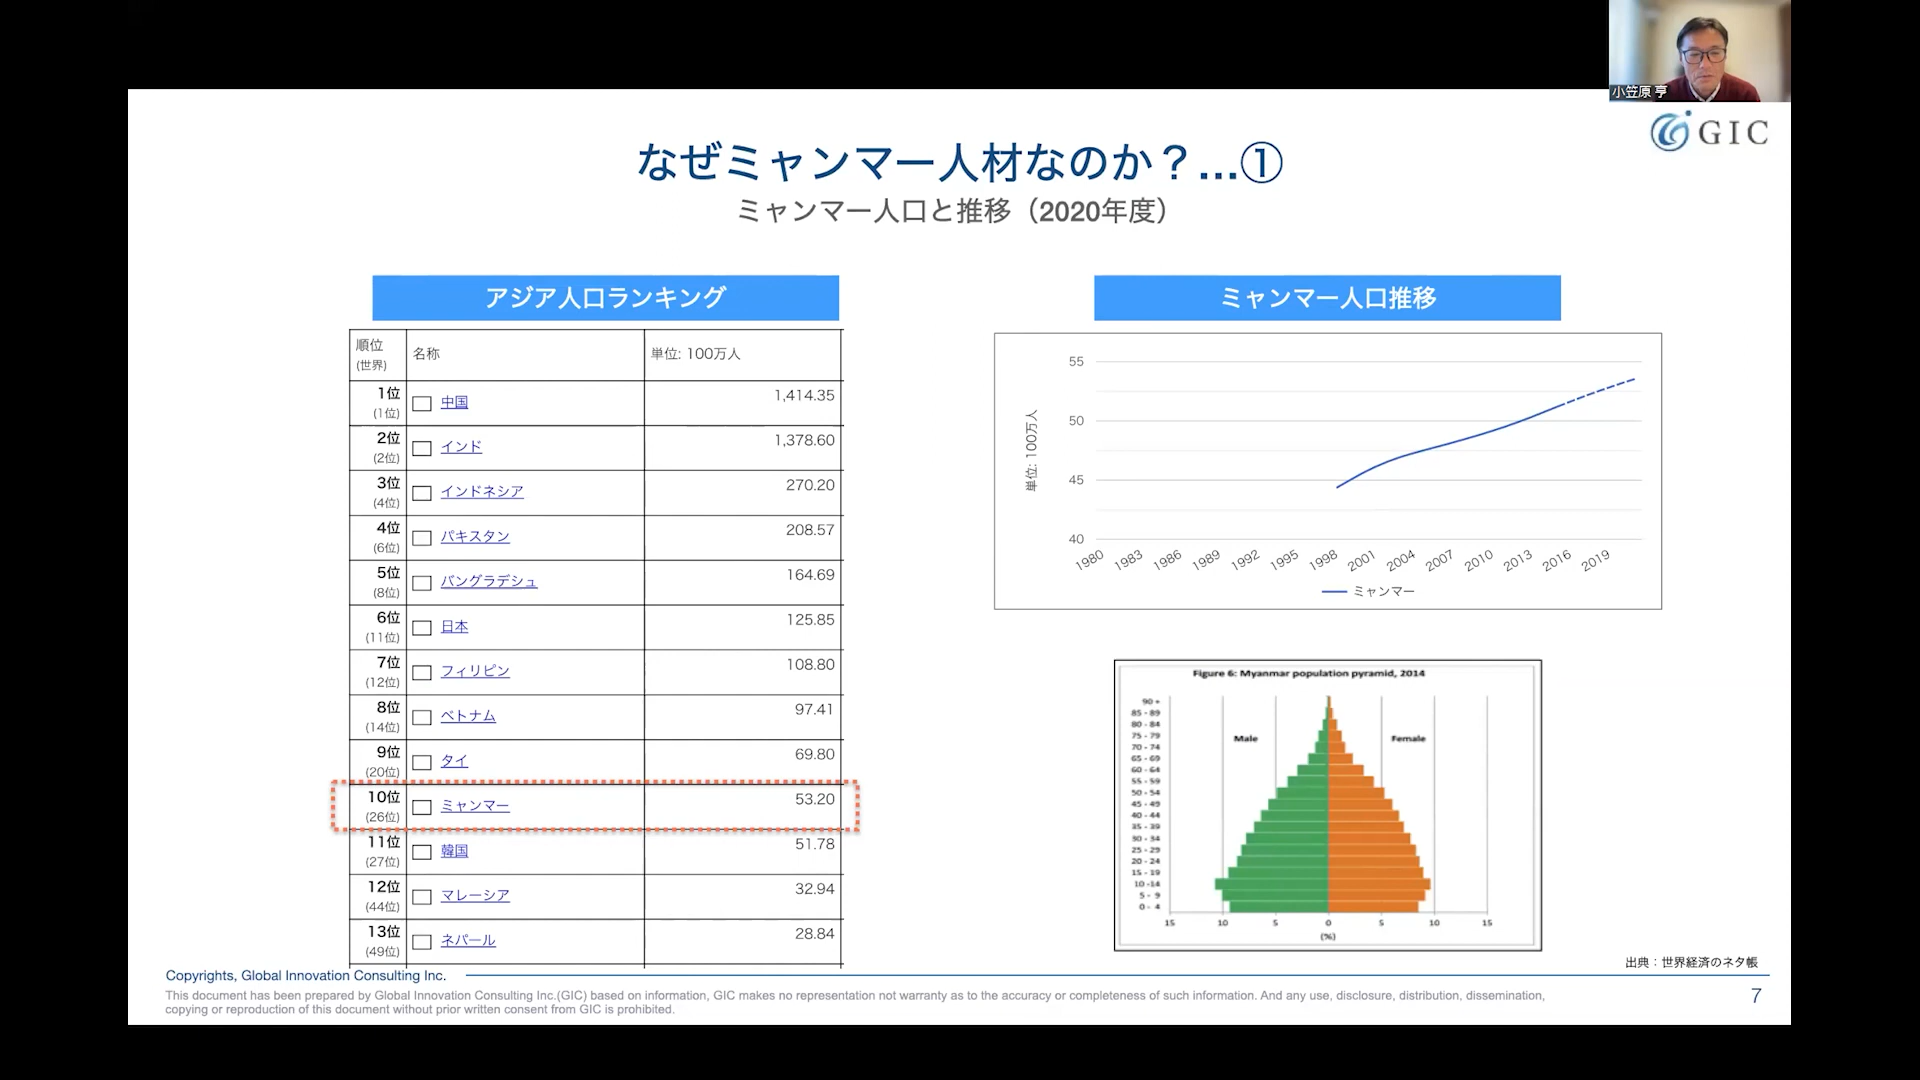 小笠原 亨
GIC
なぜミャンマー人材なのか？...①
ミャンマー人口と推移（2020年度）
アジア人口ランキング
順位
(世界)
名称
単位: 100万人
1位
(1位)
中国
1,414.35
2位
(2位)
インド
1,378.60
3位
(4位)
インドネシア
270.20
4位
(6位)
パキスタン
208.57
5位
(8位)
バングラデシュ
164.69
6位
(11位)
日本
125.85
7位
(12位)
フィリピン
108.80
8位
(14位)
ベトナム
97.41
9位
(20位)
タイ
69.80
10位
(26位)
ミャンマー
53.20
11位
(27位)
韓国
51.78
12位
(44位)
マレーシア
32.94
13位
(49位)
ネパール
28.84
ミャンマー人口推移
単位: 100万人
55
50
45
40
1980 1983 1986 1989 1992 1995 1998 2001 2004 2007 2010 2013 2016 2019
ミャンマー
Figure 6: Myanmar population pyramid, 2014
Male
Female
90 +
85 - 89
80 - 84
75 - 79
70 - 74
65 - 69
60 - 64
55 - 59
50 - 54
45 - 49
40 - 44
35 - 39
30 - 34
25 - 29
20 - 24
15 - 19
10 -14
5 - 9
0 - 4
15 10 5 0 5 10 15
(%)
出典：世界経済のネタ帳
Copyrights, Global Innovation Consulting Inc.
This document has been prepared by Global Innovation Consulting Inc.(GIC) based on information, GIC makes no representation not warranty as to the accuracy or completeness of such information. And any use, disclosure, distribution, dissemination,
copying or reproduction of this document without prior written consent from GIC is prohibited.
7